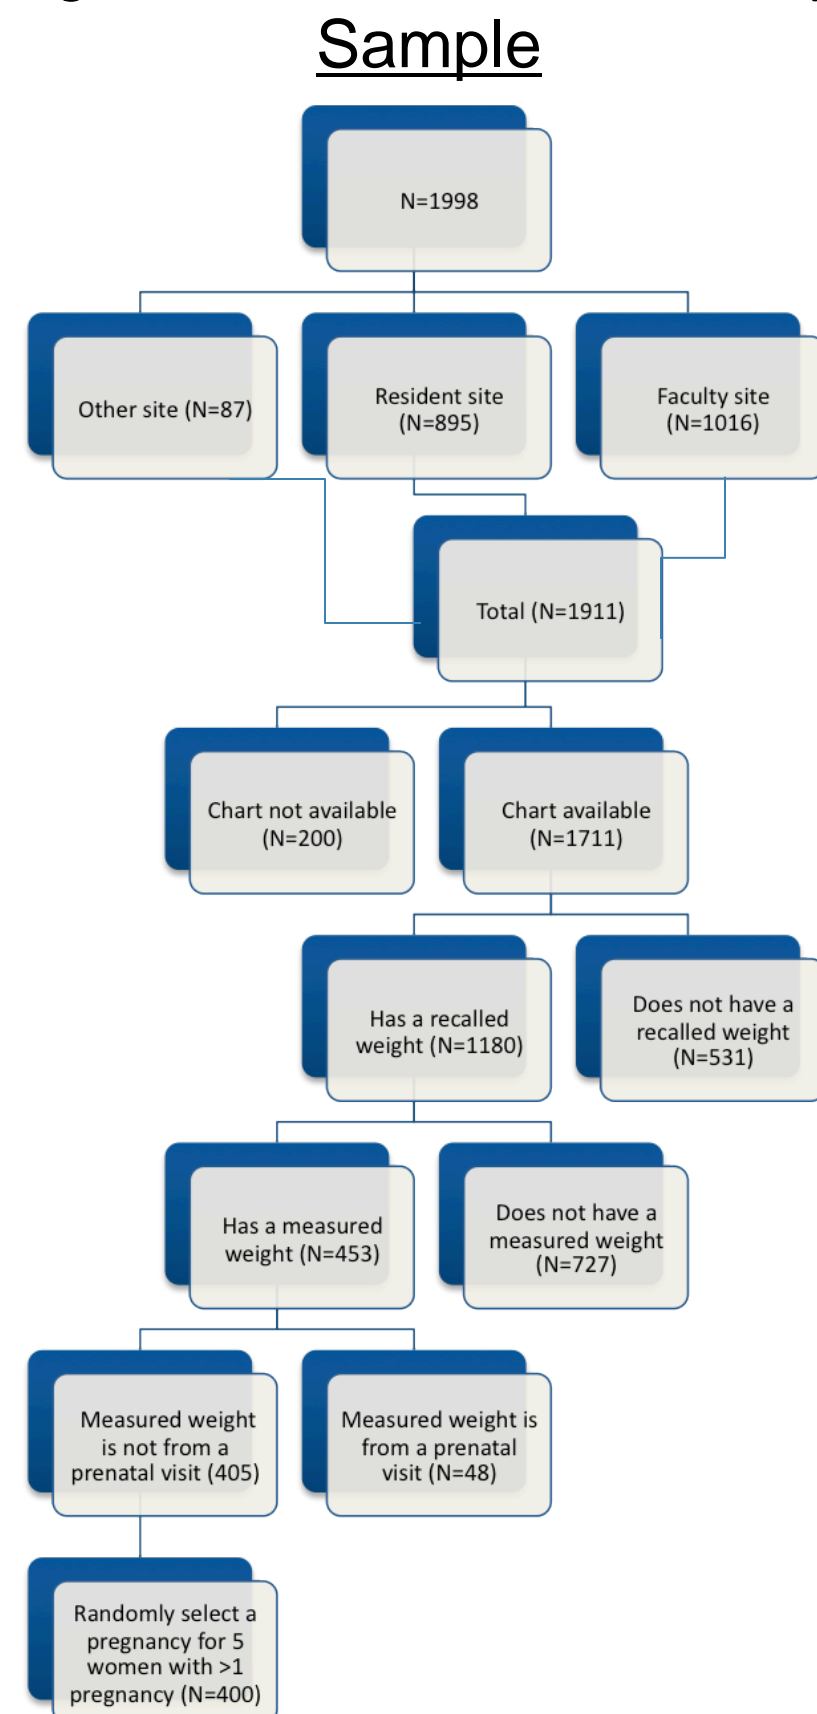 Sample
N=1998
Other site (N=87)
Resident site
(N=895)
Faculty site
(N=1016)
Total (N=1911)
Chart not available
(N=200)
Chart available
(N=1711)
Has a recalled
weight (N=1180)
Does not have a
recalled weight
(N=531)
Has a measured
weight (N=453)
Does not have a
measured weight
(N=727)
Measured weight
is not from a
prenatal visit (405)
Measured weight is
from a prenatal
visit (N=48)
Randomly select a
pregnancy for 5
women with >1
pregnancy (N=400)